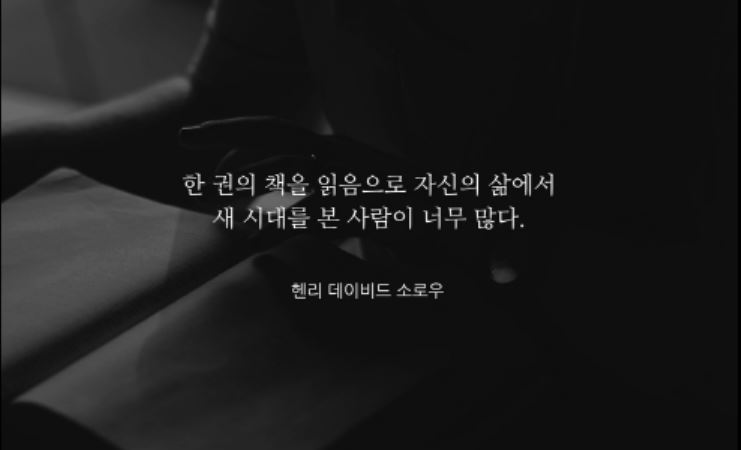 한 권의 책을 읽음으로 자신의 삶에서
새 시대를 본 사람이 너무 많다.
헨리 데이비드 소로우